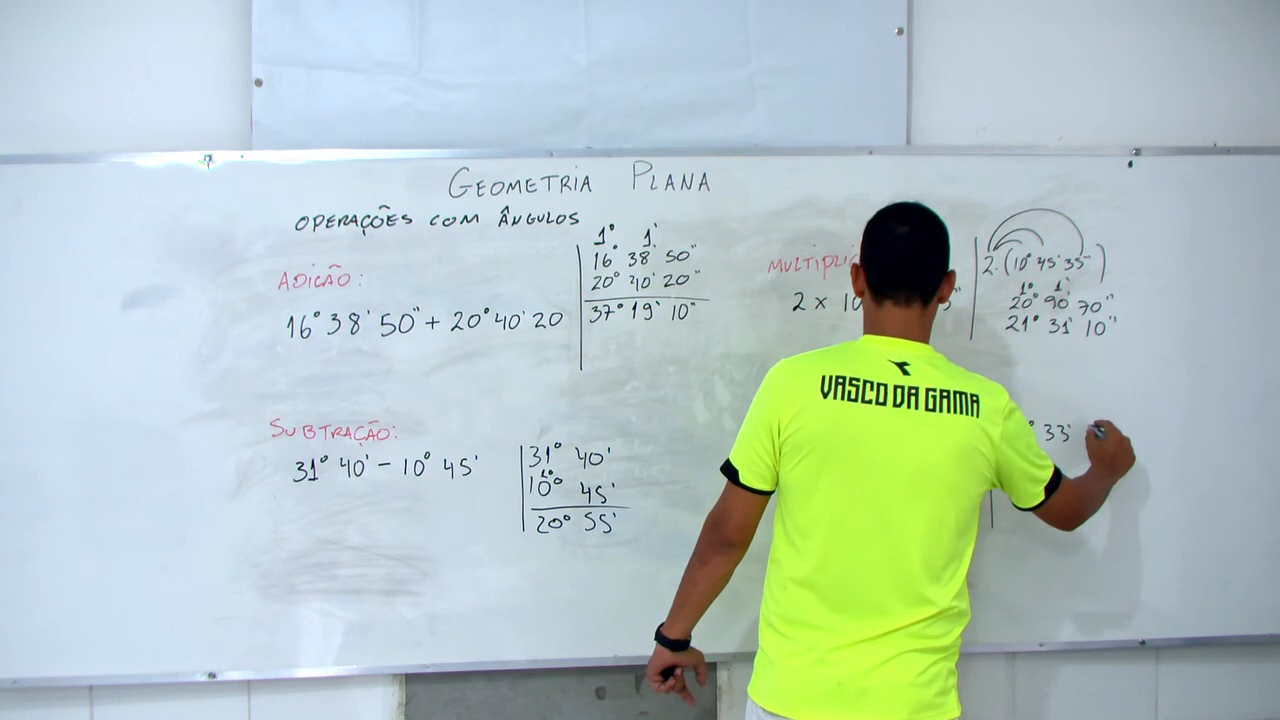 GEOMETRIA PLANA
OPERAÇÕES COM ÂNGULOS
ADIÇÃO:
16° 38' 50" + 20° 40' 20
1° 1'
16° 38' 50"
20° 40' 20"
37° 19' 10"
SUBTRAÇÃO:
31° 40' - 10° 45'
31° 40'
1°
10° 45'
20° 55'
2 x 10
2. (10° 45' 35")
1° 1'
20° 90' 70"
21° 31' 10"
33'
VASCO DA GAMA